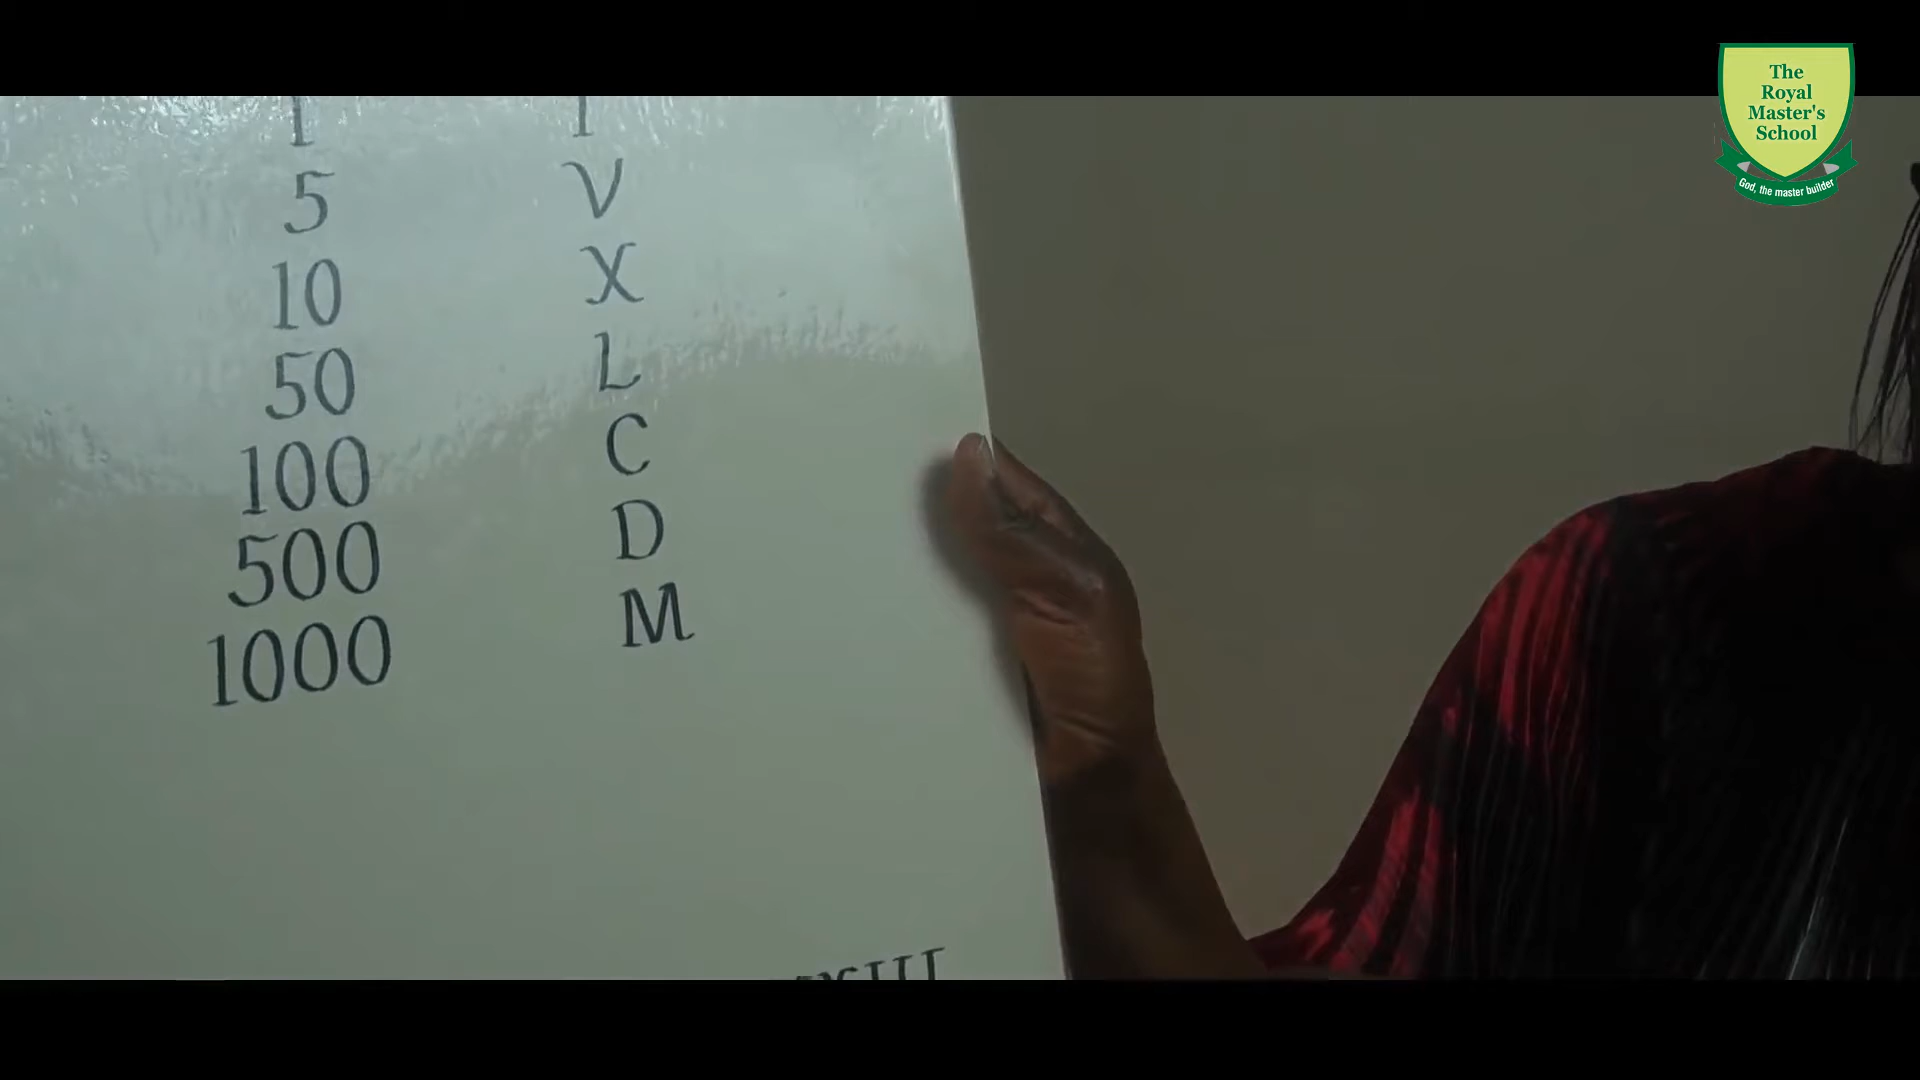 The
Royal
Master's
School
God, the master builder
1 I
5 V
10 X
50 L
100 C
500 D
1000 M